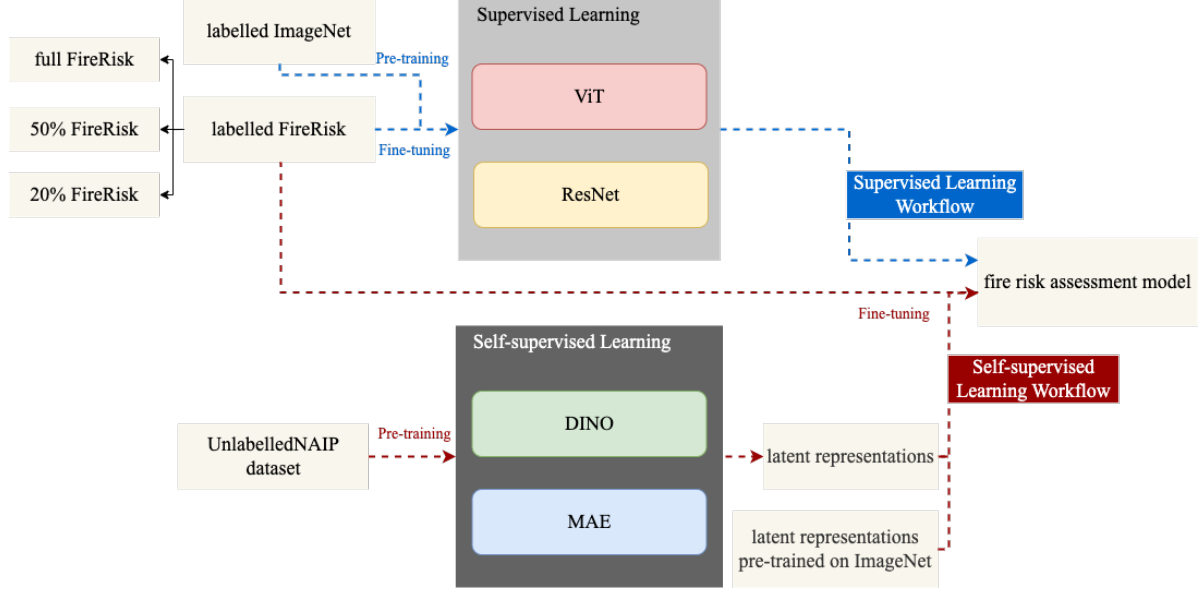 Supervised Learning
labelled ImageNet
full FireRisk
Pre-training
ViT
50% FireRisk
labelled FireRisk
Fine-tuning
20% FireRisk
ResNet
Supervised Learning
Workflow
fire risk assessment model
Fine-tuning
Self-supervised Learning
Self-supervised
Learning Workflow
DINO
Pre-training
UnlabelledNAIP
dataset
latent representations
MAE
latent representations
pre-trained on ImageNet